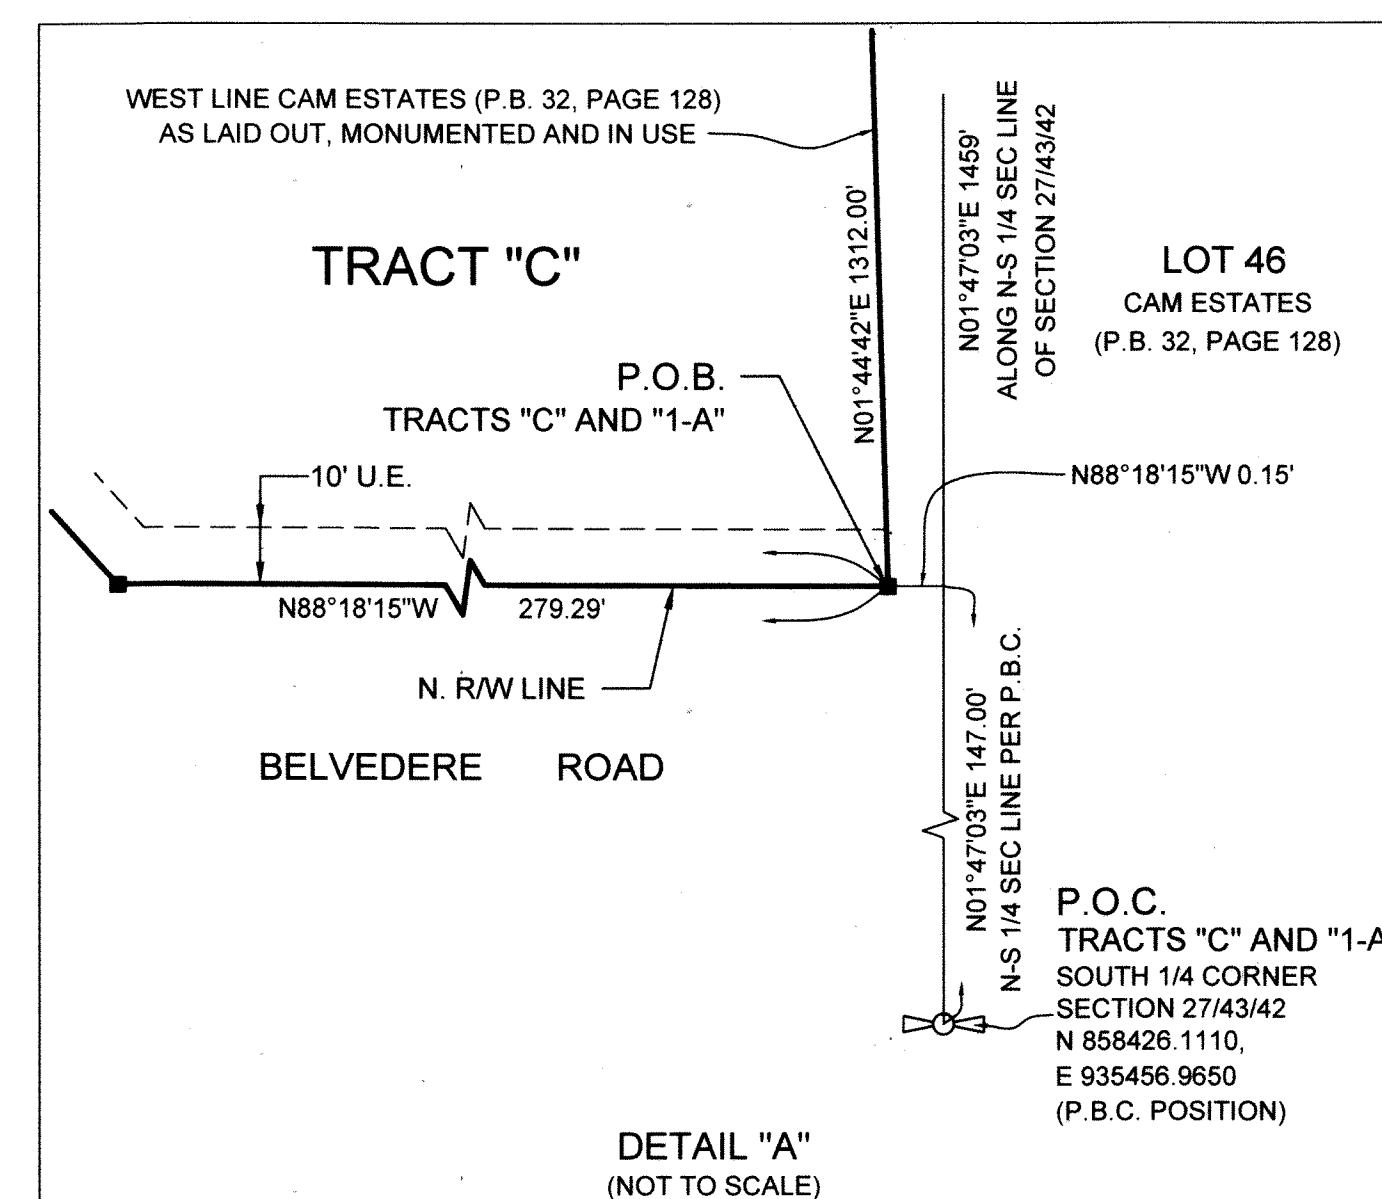 WEST LINE CAM ESTATES (P.B. 32, PAGE 128)
AS LAID OUT, MONUMENTED AND IN USE
TRACT "C"
N01°44'42"E 1312.00'
N01°47'03"E 1459'
ALONG N-S 1/4 SEC LINE
OF SECTION 27/43/42
LOT 46
CAM ESTATES
(P.B. 32, PAGE 128)
P.O.B.
TRACTS "C" AND "1-A"
10' U.E.
N88°18'15"W 0.15'
N88°18'15"W 279.29'
N. R/W LINE
BELVEDERE ROAD
N01°47'03"E 147.00'
N-S 1/4 SEC LINE PER P.B.C.
P.O.C.
TRACTS "C" AND "1-A
SOUTH 1/4 CORNER
SECTION 27/43/42
N 858426.1110,
E 935456.9650
(P.B.C. POSITION)
DETAIL "A"
(NOT TO SCALE)